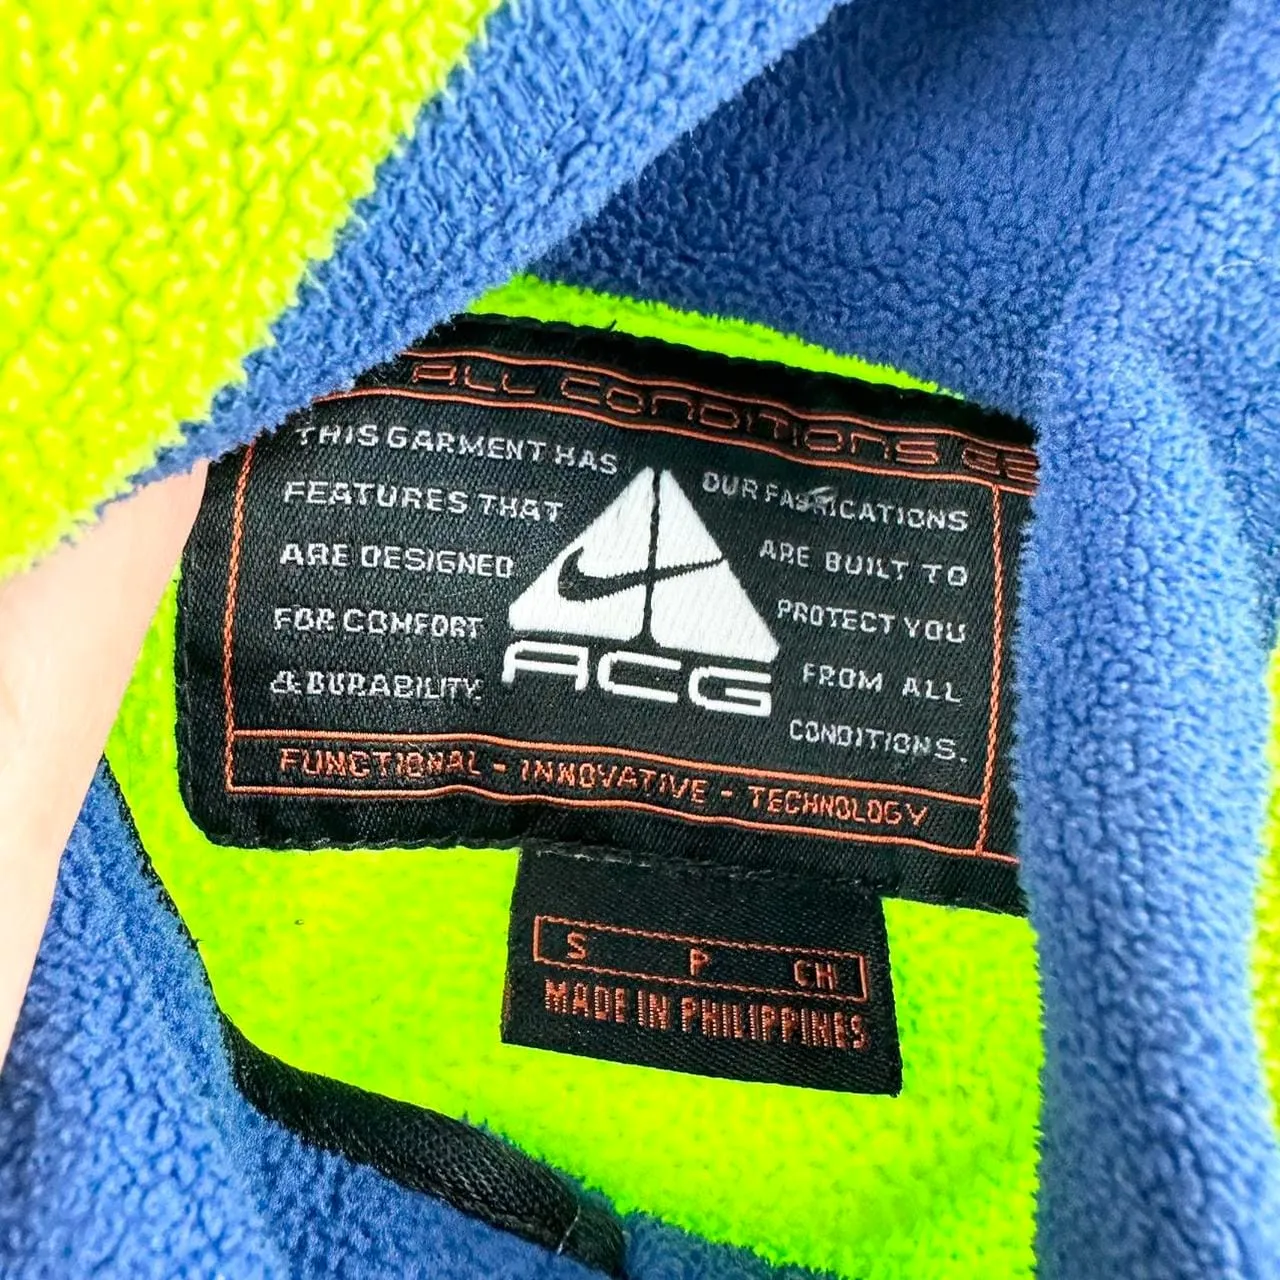 ALL CONDITIONS
THIS GARMENT HAS
FEATURES THAT
ARE DESIGNED
FOR COMFORT
& DURABILITY.
ACG
OUR FABRICATIONS
ARE BUILT TO
PROTECT YOU
FROM ALL
CONDITIONS.
FUNCTIONAL - INNOVATIVE - TECHNOLOGY
S P CH
MADE IN PHILIPPINES